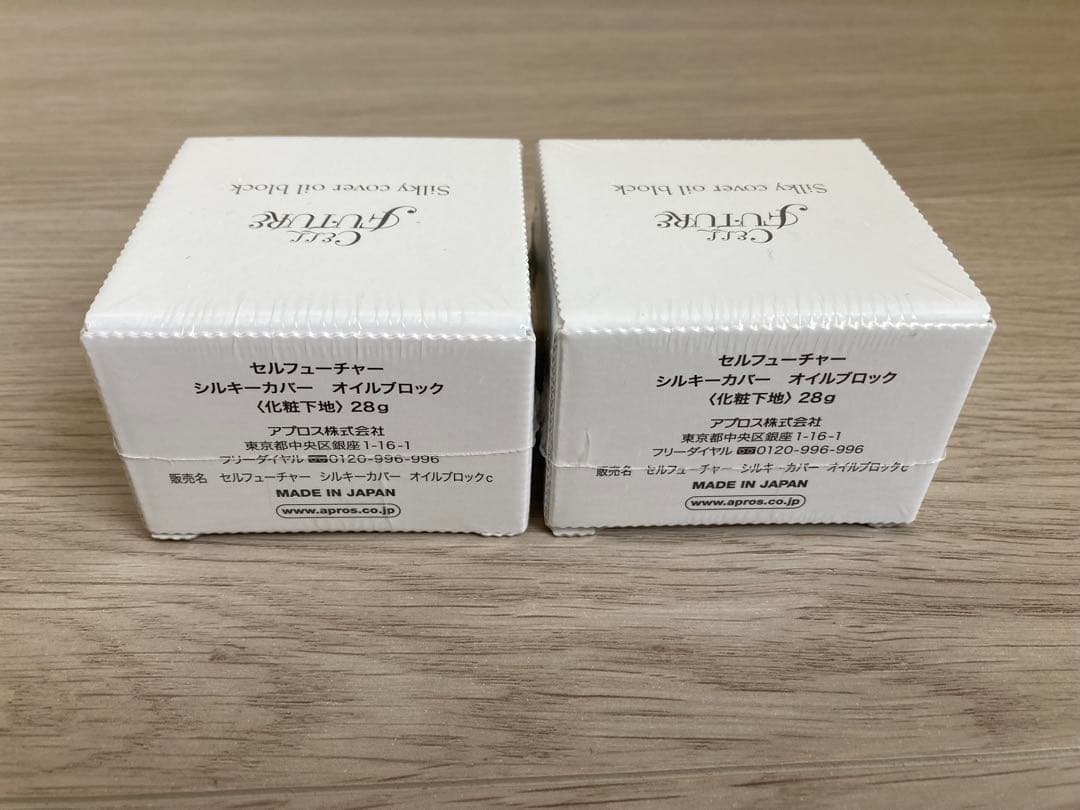 Silky cover oil block
Cell
FUTURE
セルフューチャー
シルキーカバー オイルブロック
〈化粧下地〉28g
アプロス株式会社
東京都中央区銀座1-16-1
フリーダイヤル 0120-996-996
販売名 セルフューチャー シルキーカバー オイルブロックc
MADE IN JAPAN
www.apros.co.jp
Silky cover oil block
Cell
FUTURE
セルフューチャー
シルキーカバー オイルブロック
〈化粧下地〉28g
アプロス株式会社
東京都中央区銀座1-16-1
フリーダイヤル 0120-996-996
販売名 セルフューチャー シルキーカバー オイルブロックc
MADE IN JAPAN
www.apros.co.jp